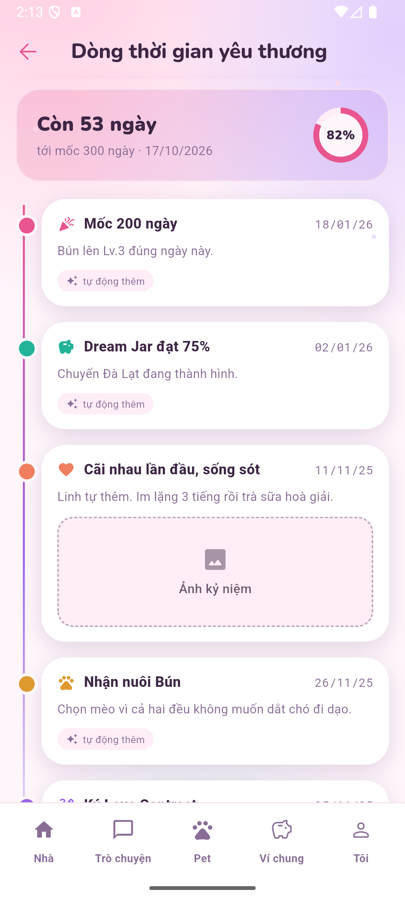 2:13
Dòng thời gian yêu thương
Còn 53 ngày
tới mốc 300 ngày · 17/10/2026
82%
Mốc 200 ngày
18/01/26
Bún lên Lv.3 đúng ngày này.
tự động thêm
Dream Jar đạt 75%
02/01/26
Chuyến Đà Lạt đang thành hình.
tự động thêm
Cãi nhau lần đầu, sống sót
11/11/25
Linh tự thêm. Im lặng 3 tiếng rồi trà sữa hoà giải.
Ảnh kỷ niệm
Nhận nuôi Bún
26/11/25
Chọn mèo vì cả hai đều không muốn dắt chó đi dạo.
tự động thêm
Nhà
Trò chuyện
Pet
Ví chung
Tôi